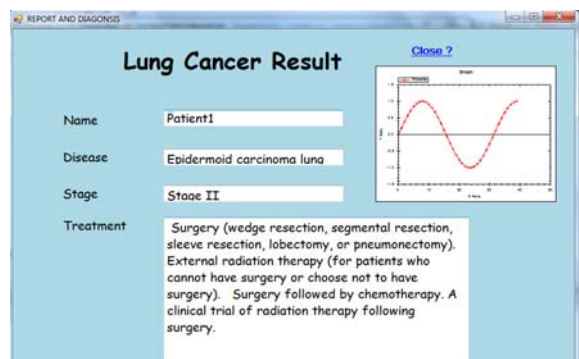 REPORT AND DIAGONSIS
Lung Cancer Result
Close ?
Graph
Name
Patient1
Disease
Epidermoid carcinoma lung
Stage
Stage II
Treatment
Surgery (wedge resection, segmental resection,
sleeve resection, lobectomy, or pneumonectomy).
External radiation therapy (for patients who
cannot have surgery or choose not to have
surgery).   Surgery followed by chemotherapy. A
clinical trial of radiation therapy following
surgery.